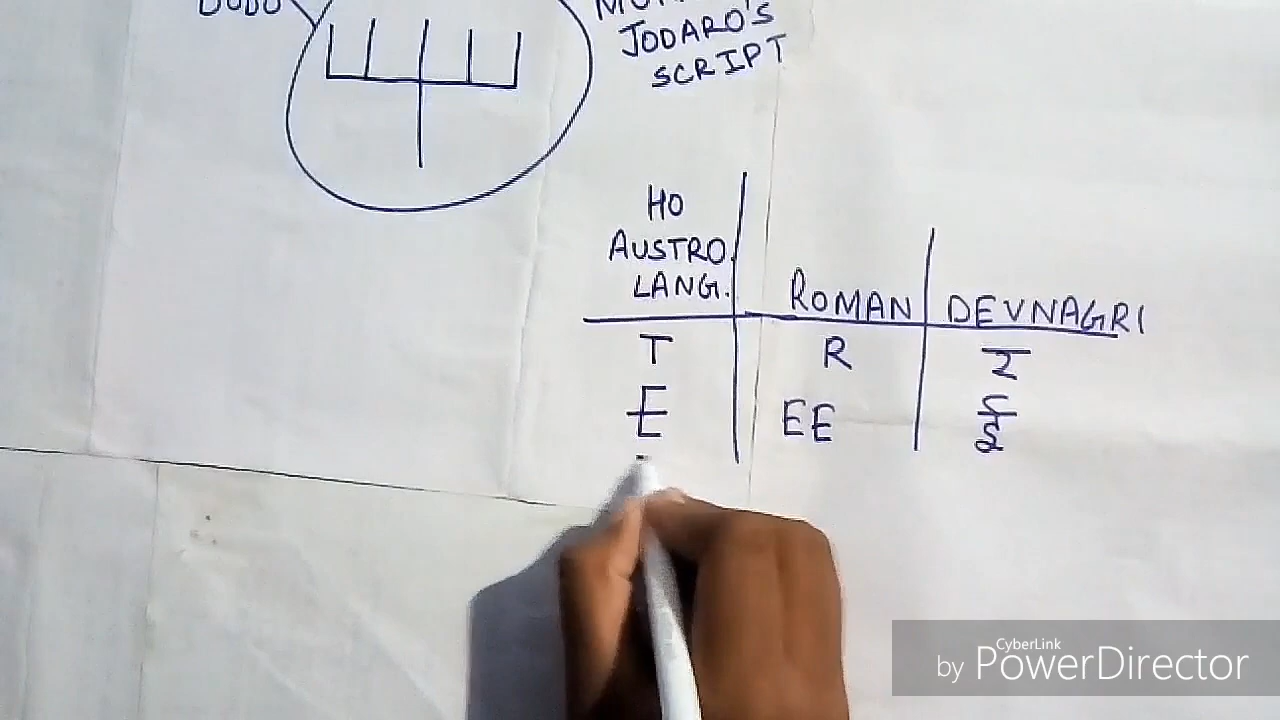 JODARO'S
SCRIPT
HO
AUSTRO.
LANG.
ROMAN
DEVNAGRI
T R
E EE ई
CyberLink
by PowerDirector